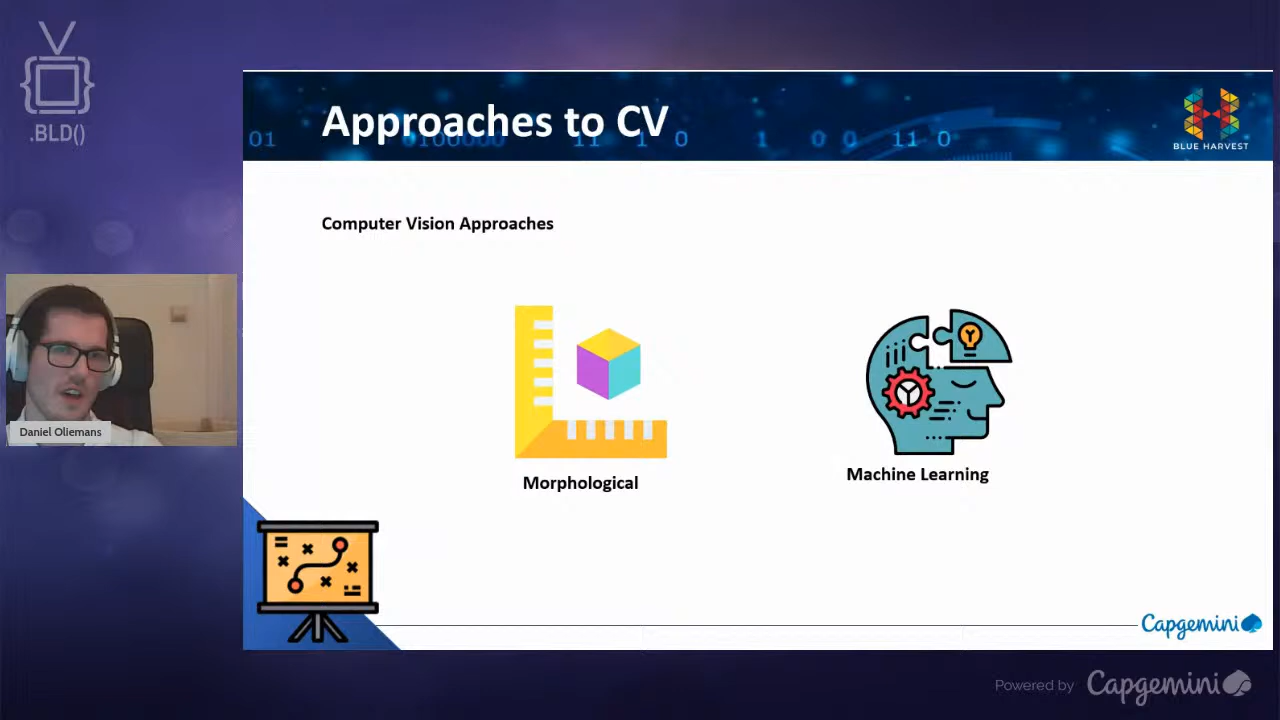 .BLD()
Approaches to CV
01 0100000 11 1 0 1 0 0 11 0
BLUE HARVEST
Computer Vision Approaches
Daniel Oliemans
Morphological
Machine Learning
Capgemini
Powered by Capgemini